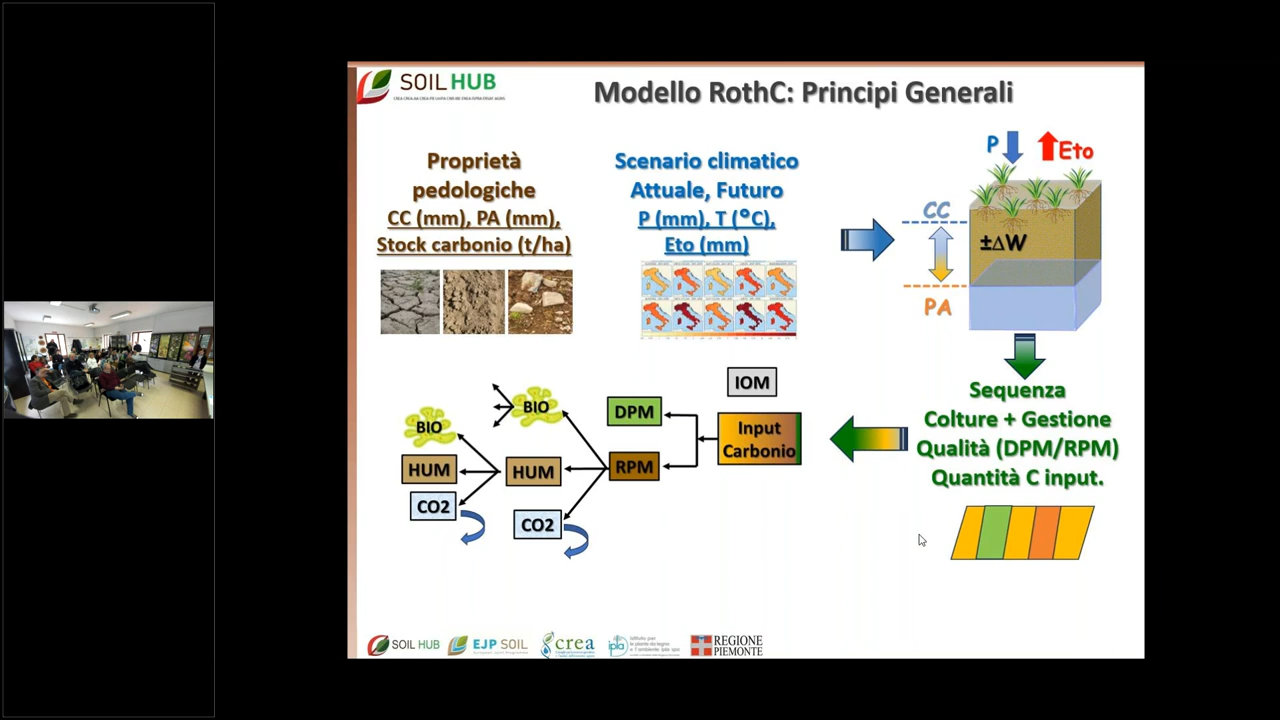 SOIL HUB
Modello RothC: Principi Generali
Proprietà
pedologiche
CC (mm), PA (mm),
Stock carbonio (t/ha)
Scenario climatico
Attuale, Futuro
P (mm), T (°C),
Eto (mm)
P
Eto
CC
±∆W
PA
Sequenza
Colture + Gestione
Qualità (DPM/RPM)
Quantità C input.
IOM
Input
Carbonio
DPM
RPM
BIO
HUM
CO2
BIO
HUM
CO2
SOIL HUB
EJP SOIL
crea
ipla
REGIONE
PIEMONTE